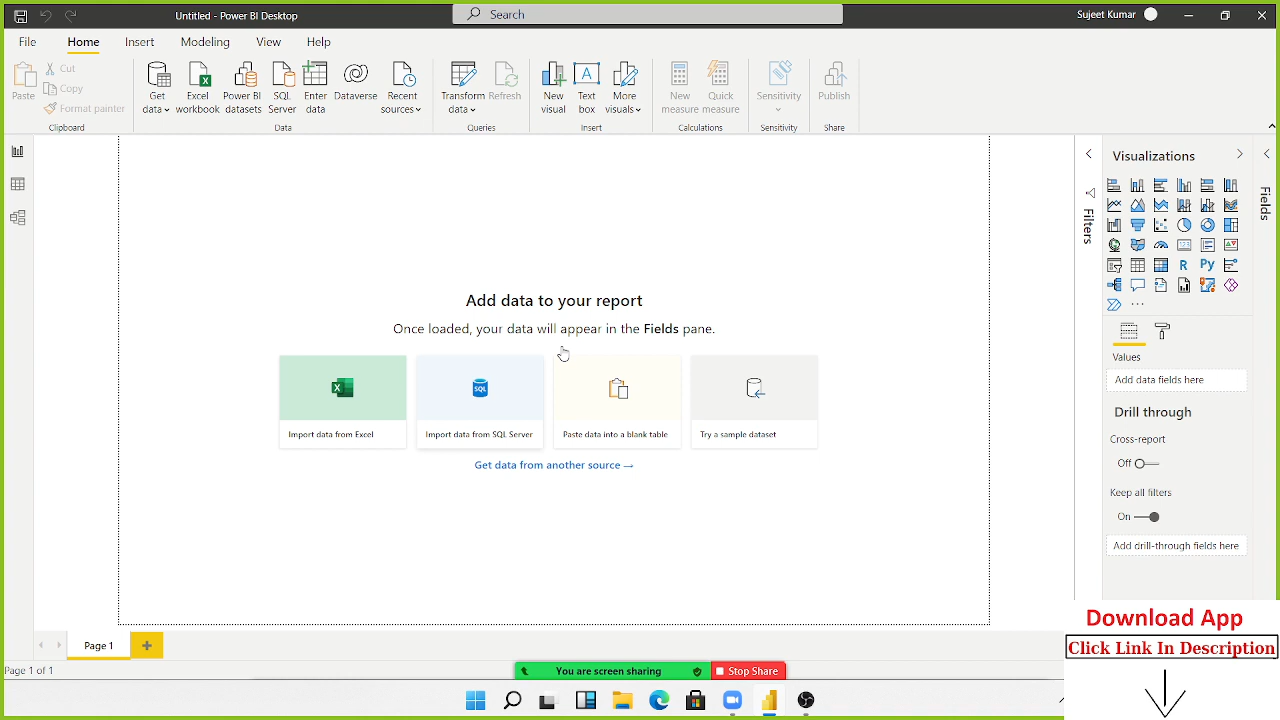 Untitled - Power BI Desktop
Search
Sujeet Kumar
File Home Insert Modeling View Help
Paste
Cut
Copy
Format painter
Clipboard
Get data
Excel workbook
Power BI datasets
SQL Server
Enter data
Dataverse
Recent sources
Data
Transform data
Refresh
Queries
New visual
Text box
More visuals
Insert
New measure
Quick measure
Calculations
Sensitivity
Sensitivity
Publish
Share
Add data to your report
Once loaded, your data will appear in the Fields pane.
SQL
Import data from Excel
Import data from SQL Server
Paste data into a blank table
Try a sample dataset
Get data from another source →
Filters
Visualizations
Fields
123
R
Py
Values
Add data fields here
Drill through
Cross-report
Off
Keep all filters
On
Add drill-through fields here
Page 1
Page 1 of 1
You are screen sharing
Stop Share
Download App
Click Link In Description